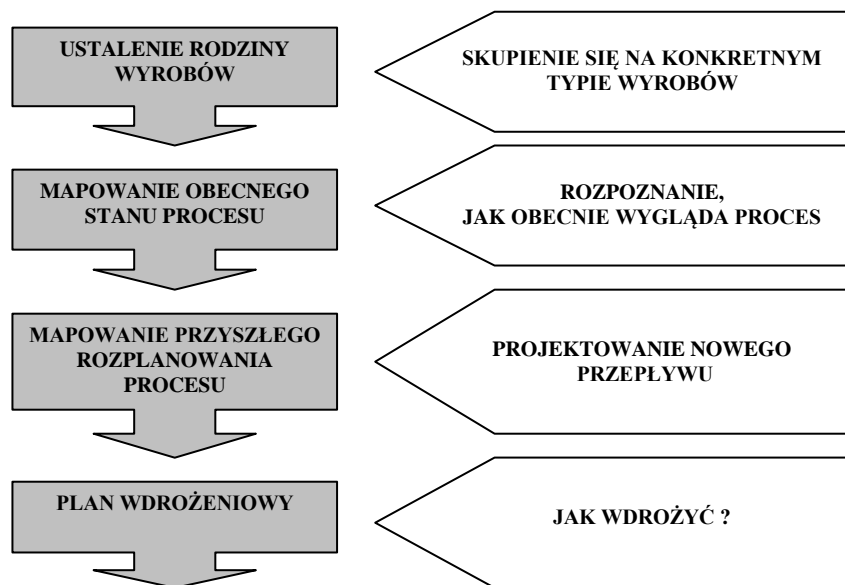 USTALENIE RODZINY
WYROBÓW
SKUPIENIE SIĘ NA KONKRETNYM
TYPIE WYROBÓW
MAPOWANIE OBECNEGO
STANU PROCESU
ROZPOZNANIE,
JAK OBECNIE WYGLĄDA PROCES
MAPOWANIE PRZYSZŁEGO
ROZPLANOWANIA
PROCESU
PROJEKTOWANIE NOWEGO
PRZEPŁYWU
PLAN WDROŻENIOWY
JAK WDROŻYĆ ?